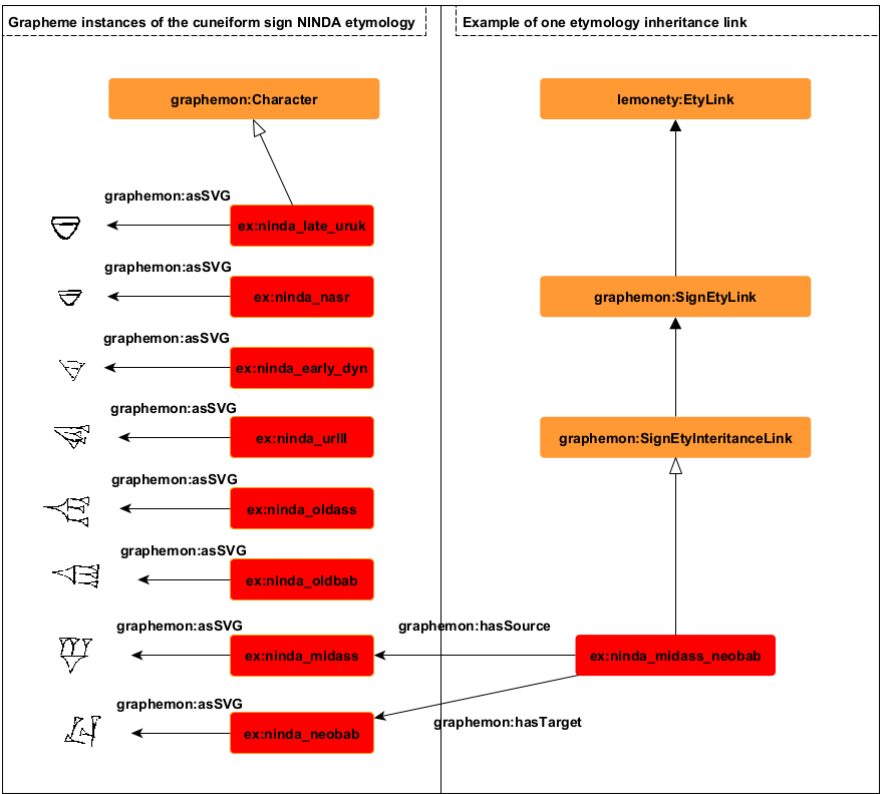 Grapheme instances of the cuneiform sign NINDA etymology
Example of one etymology inheritance link
graphemon:Character
lemonety:EtyLink
graphemon:asSVG
ex:ninda_late_uruk
graphemon:asSVG
ex:ninda_nasr
graphemon:SignEtyLink
graphemon:asSVG
ex:ninda_early_dyn
graphemon:asSVG
ex:ninda_urIII
graphemon:SignEtyInteritanceLink
graphemon:asSVG
ex:ninda_oldass
graphemon:asSVG
ex:ninda_oldbab
graphemon:asSVG
graphemon:hasSource
ex:ninda_midass
ex:ninda_midass_neobab
graphemon:asSVG
graphemon:hasTarget
ex:ninda_neobab